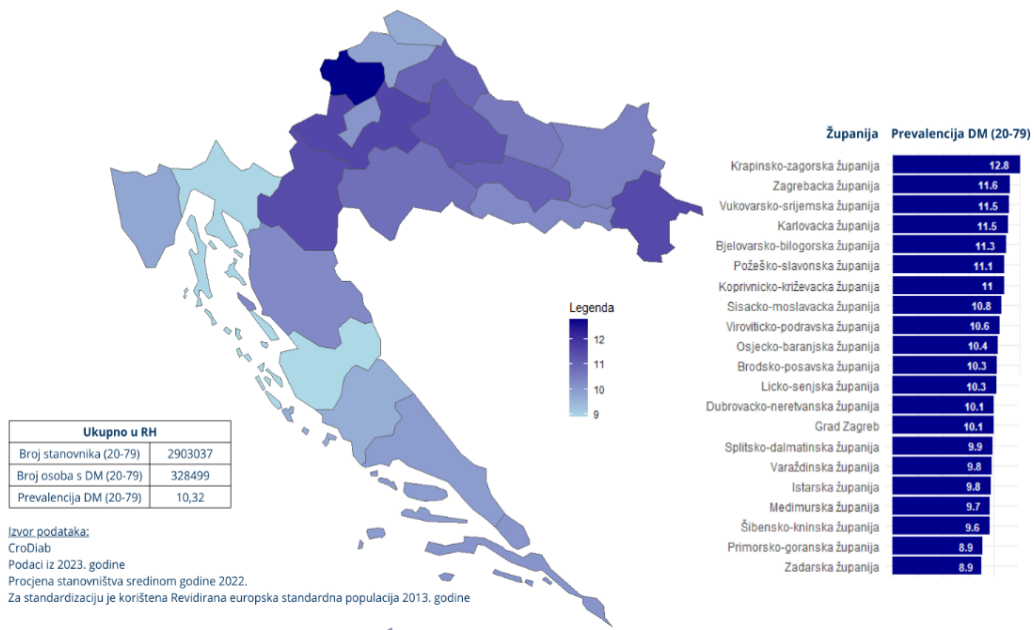 Županija Prevalencija DM (20-79)
Krapinsko-zagorska županija 12.8
Zagrebacka županija 11.6
Vukovarsko-srijemska županija 11.5
Karlovacka županija 11.5
Bjelovarsko-bilogorska županija 11.3
Požeško-slavonska županija 11.1
Koprivnicko-križevacka županija 11
Sisacko-moslavacka županija 10.8
Viroviticko-podravska županija 10.6
Osjecko-baranjska županija 10.4
Brodsko-posavska županija 10.3
Licko-senjska županija 10.3
Dubrovacko-neretvanska županija 10.1
Grad Zagreb 10.1
Splitsko-dalmatinska županija 9.9
Varaždinska županija 9.8
Istarska županija 9.8
Medimurska županija 9.7
Šibensko-kninska županija 9.6
Primorsko-goranska županija 8.9
Zadarska županija 8.9
Legenda
12
11
10
9
Ukupno u RH
Broj stanovnika (20-79) 2903037
Broj osoba s DM (20-79) 328499
Prevalencija DM (20-79) 10,32
Izvor podataka:
CroDiab
Podaci iz 2023. godine
Procjena stanovništva sredinom godine 2022.
Za standardizaciju je korištena Revidirana europska standardna populacija 2013. godine